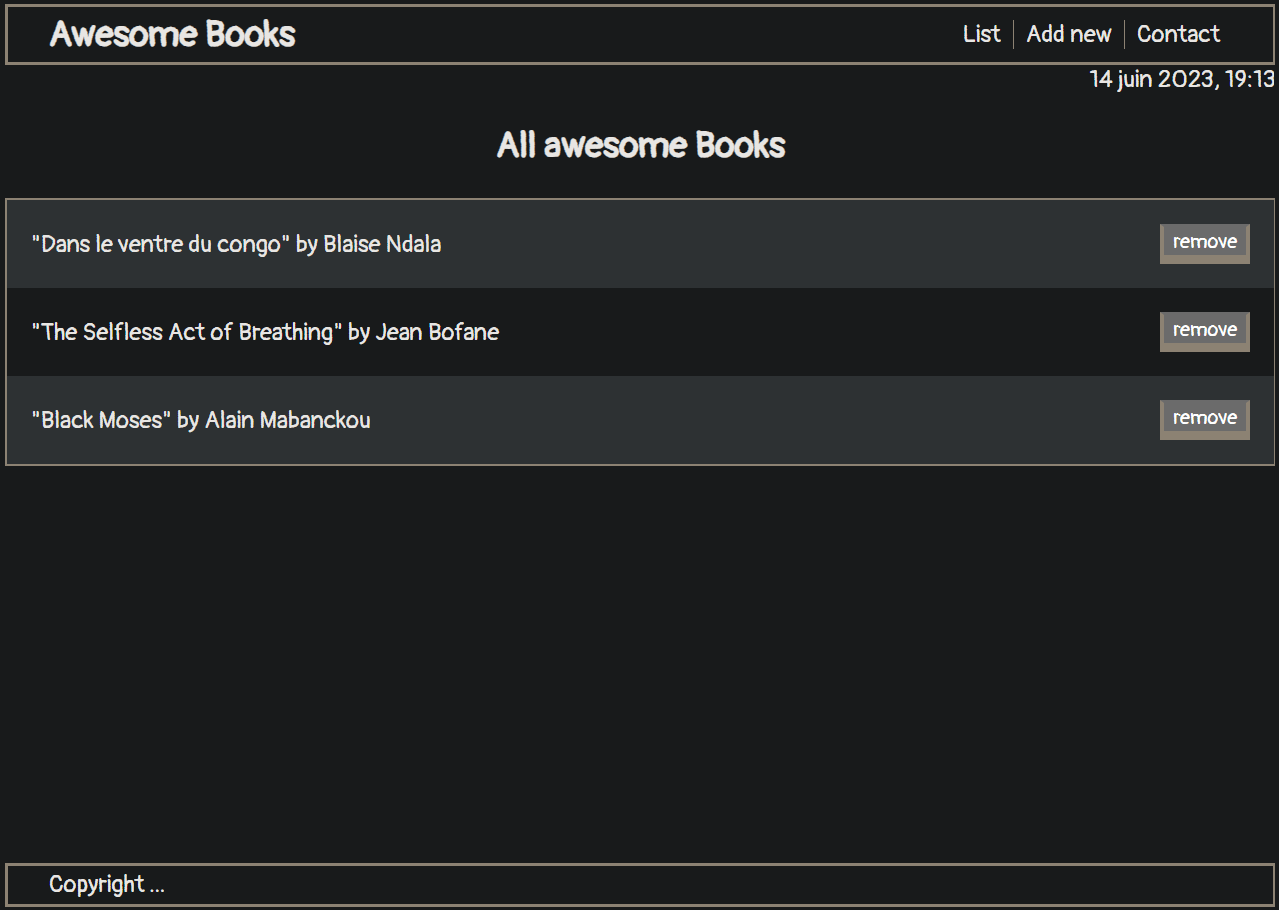 Awesome Books
List
Add new
Contact
14 juin 2023, 19:13
All awesome Books
"Dans le ventre du congo" by Blaise Ndala
remove
"The Selfless Act of Breathing" by Jean Bofane
remove
"Black Moses" by Alain Mabanckou
remove
Copyright ...